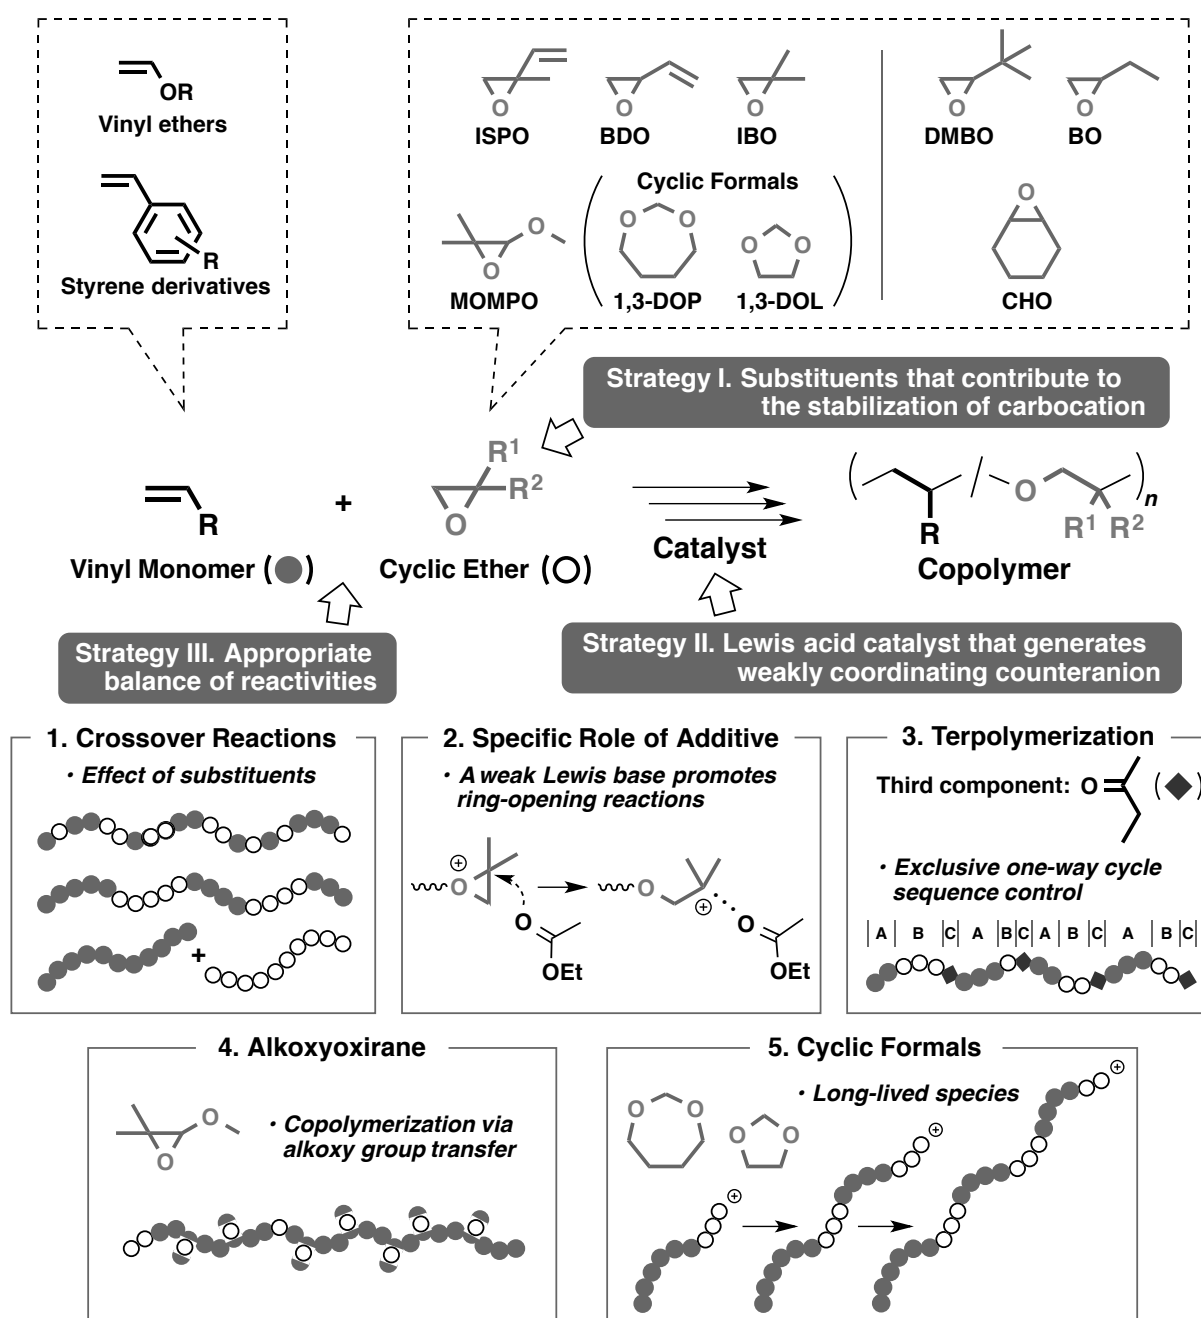 OR
Vinyl ethers
R
Styrene derivatives
O
ISPO
O
BDO
O
IBO
O
DMBO
O
BO
Cyclic Formals
O
O
MOMPO
O O
1,3-DOP
O O
1,3-DOL
O
CHO
Strategy I. Substituents that contribute to
the stabilization of carbocation
R
Vinyl Monomer ( )
+
R1
R2
O
Cyclic Ether ( )
Catalyst
R
O
R1 R2
n
Copolymer
Strategy III. Appropriate
balance of reactivities
Strategy II. Lewis acid catalyst that generates
weakly coordinating counteranion
1. Crossover Reactions
・Effect of substituents
+
2. Specific Role of Additive
・A weak Lewis base promotes
ring-opening reactions
+
O
O
OEt
O
+
O
OEt
3. Terpolymerization
Third component: O ( )
・Exclusive one-way cycle
sequence control
A B C A B C A B C A B C
4. Alkoxyoxirane
O
O
・Copolymerization via
alkoxy group transfer
5. Cyclic Formals
O O
O O
・Long-lived species
+
+
+